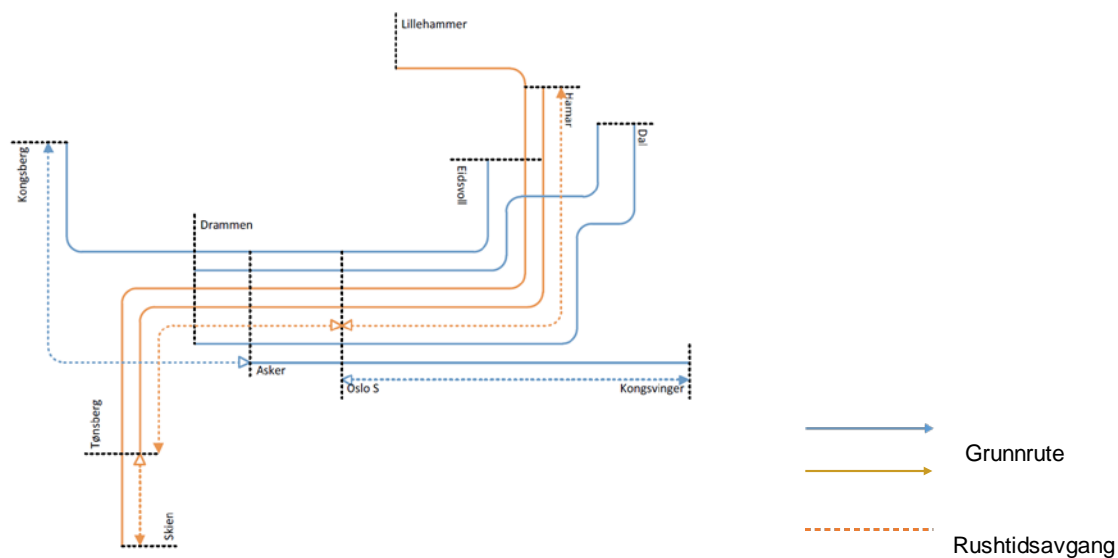 Lillehammer
Hamar
Dal
Kongsberg
Eidsvoll
Drammen
Asker
Oslo S
Kongsvinger
Tønsberg
Skien
Grunnrute
Rushtidsavgang